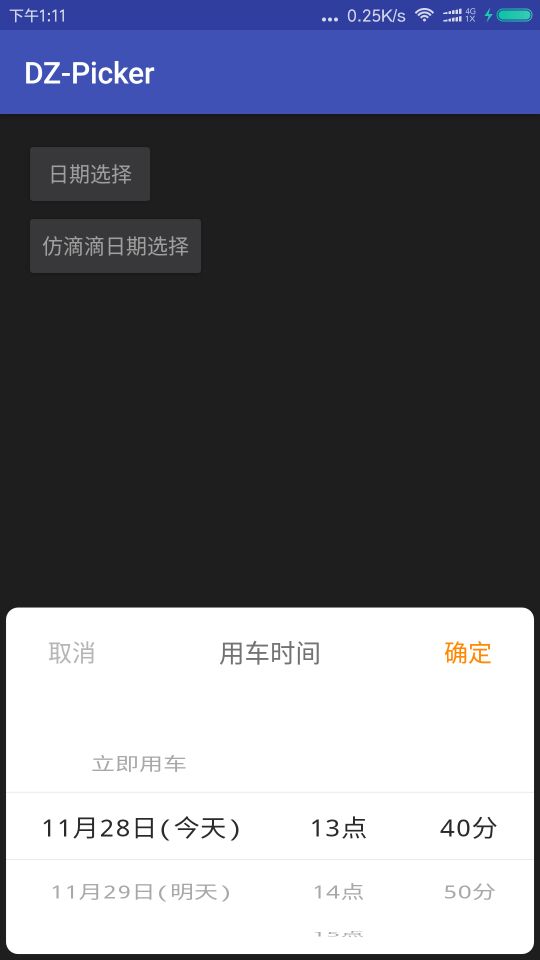 下午1:11 ... 0.25K/s 4G 1X
DZ-Picker
日期选择
仿滴滴日期选择
取消 用车时间 确定
立即用车
11月28日(今天) 13点 40分
11月29日(明天) 14点 50分
15点